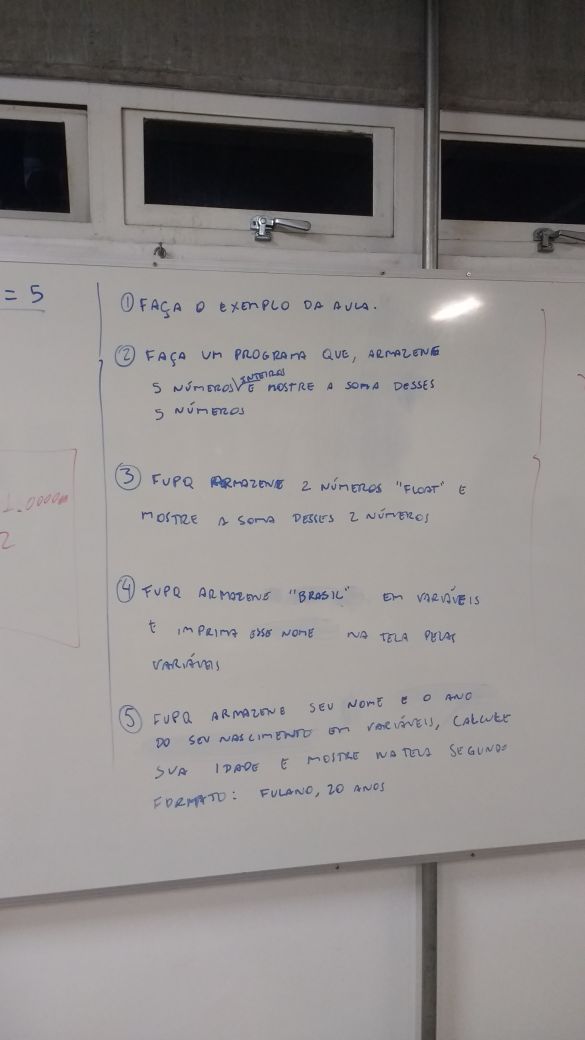 = 5
① FAÇA O EXEMPLO DA AULA.
② FAÇA UM PROGRAMA QUE, ARMAZENE
5 NÚMEROS INTEIROS E MOSTRE A SOMA DESSES
5 NÚMEROS
1.0000
2
③ FUPQ ARMAZENE 2 NÚMEROS "FLOAT" E
MOSTRE A SOMA DESSES 2 NÚMEROS
④ FUPQ ARMAZENE "BRASIL" EM VARIÁVEIS
E IMPRIMA ESSE NOME NA TELA PELAS
VARIÁVEIS
⑤ FUPQ ARMAZENE SEU NOME E O ANO
DO SEU NASCIMENTO EM VARIÁVEIS, CALCULE
SUA IDADE E MOSTRE NA TELA SEGUNDO
FORMATO: FULANO, 20 ANOS